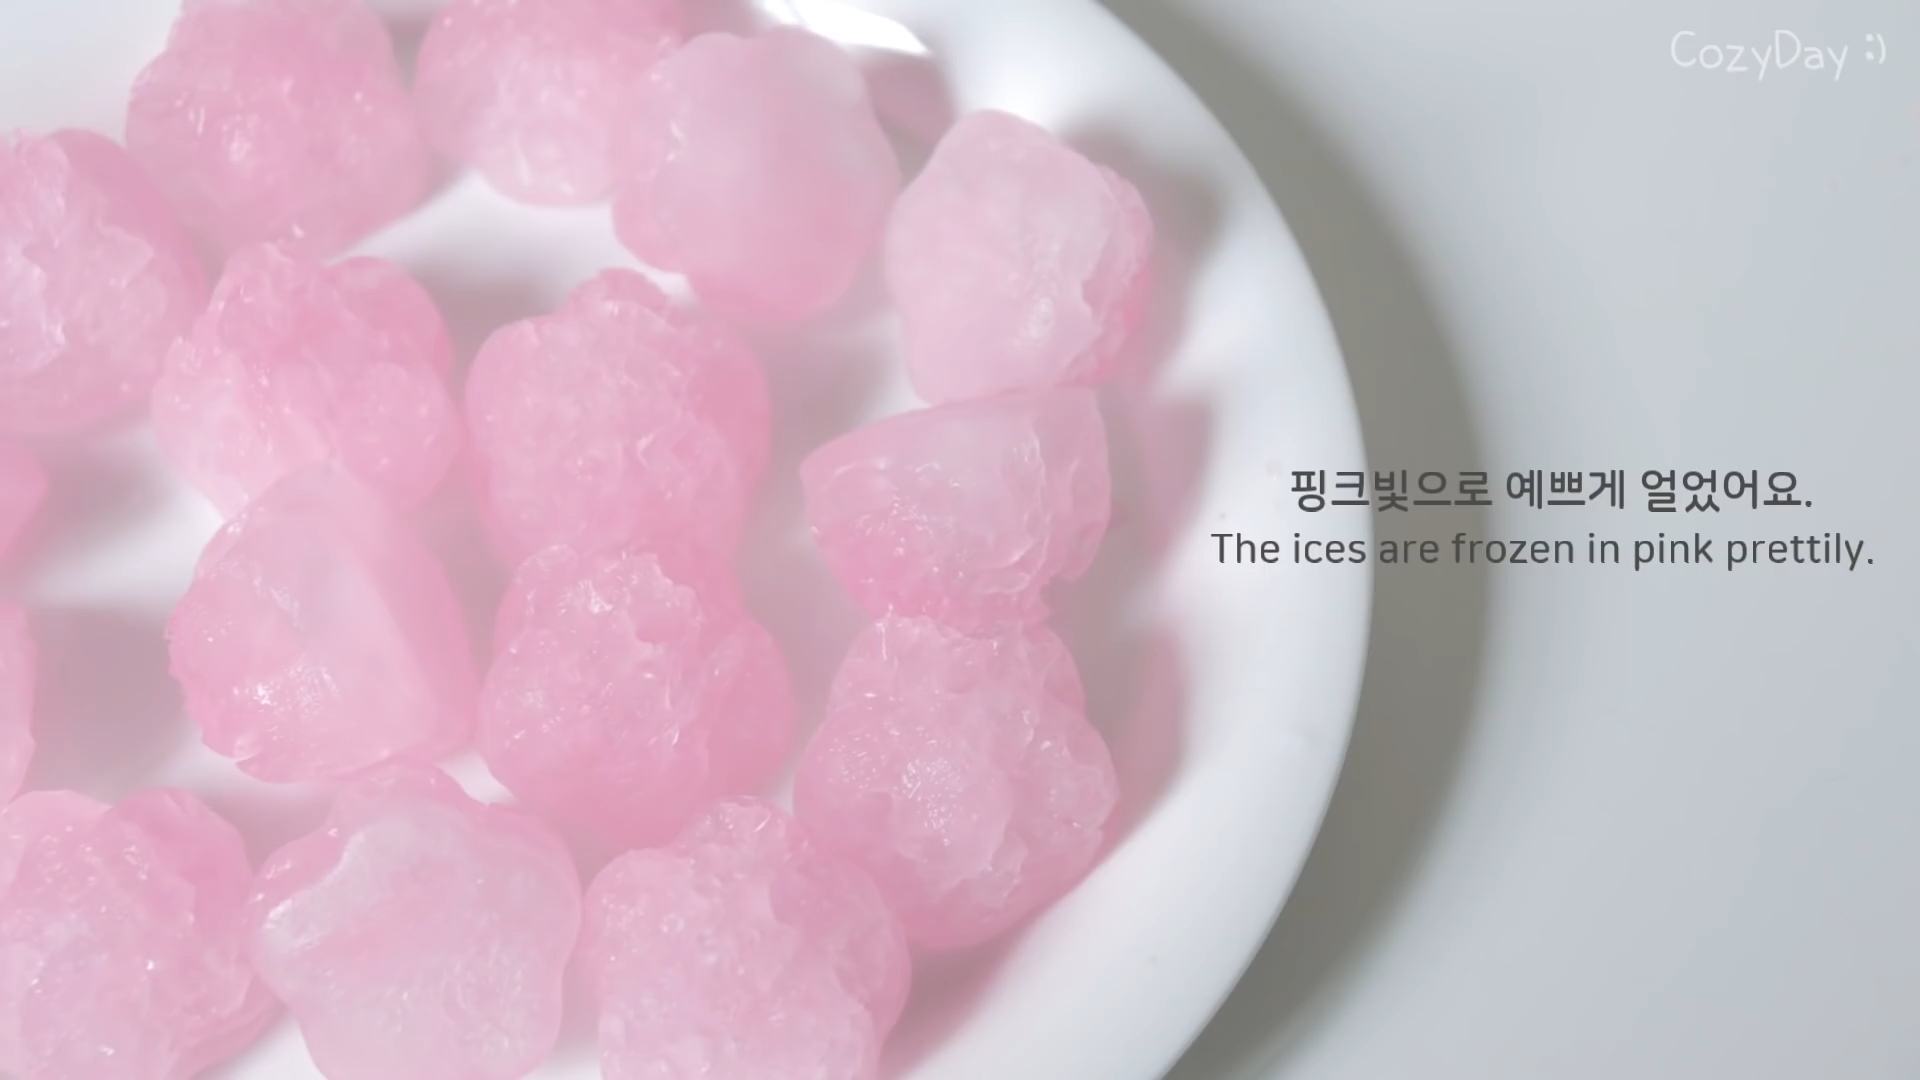 CozyDay :)
핑크빛으로 예쁘게 얼었어요.
The ices are frozen in pink prettily.